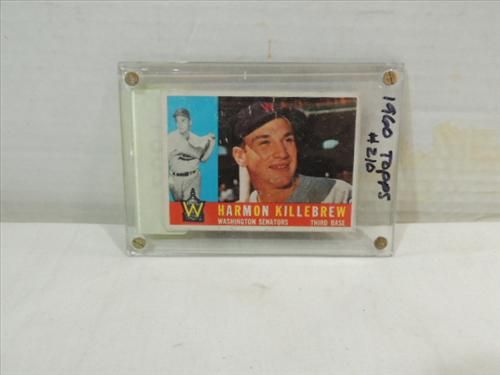 W
HARMON KILLEBREW
WASHINGTON SENATORS THIRD BASE
1960 TOPPS
#210